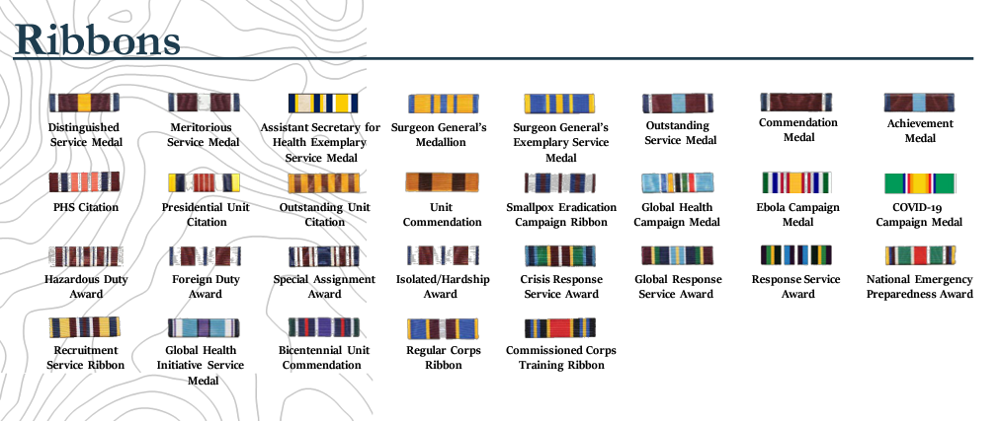 Ribbons
Distinguished
Service Medal
Meritorious
Service Medal
Assistant Secretary for
Health Exemplary
Service Medal
Surgeon General's
Medallion
Surgeon General's
Exemplary Service
Medal
Outstanding
Service Medal
Commendation
Medal
Achievement
Medal
PHS Citation
Presidential Unit
Citation
Outstanding Unit
Citation
Unit
Commendation
Smallpox Eradication
Campaign Ribbon
Global Health
Campaign Medal
Ebola Campaign
Medal
COVID-19
Campaign Medal
Hazardous Duty
Award
Foreign Duty
Award
Special Assignment
Award
Isolated/Hardship
Award
Crisis Response
Service Award
Global Response
Service Award
Response Service
Award
National Emergency
Preparedness Award
Recruitment
Service Ribbon
Global Health
Initiative Service
Medal
Bicentennial Unit
Commendation
Regular Corps
Ribbon
Commissioned Corps
Training Ribbon